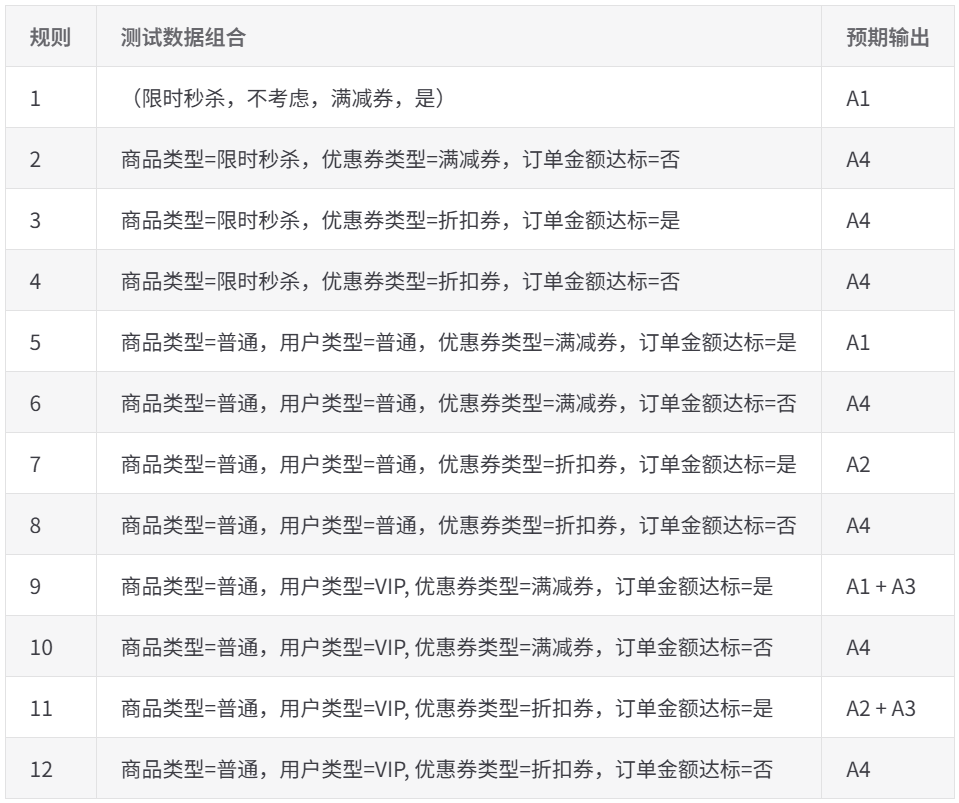 规则 测试数据组合 预期输出
1 （限时秒杀，不考虑，满减券，是） A1
2 商品类型=限时秒杀，优惠券类型=满减券，订单金额达标=否 A4
3 商品类型=限时秒杀，优惠券类型=折扣券，订单金额达标=是 A4
4 商品类型=限时秒杀，优惠券类型=折扣券，订单金额达标=否 A4
5 商品类型=普通，用户类型=普通，优惠券类型=满减券，订单金额达标=是 A1
6 商品类型=普通，用户类型=普通，优惠券类型=满减券，订单金额达标=否 A4
7 商品类型=普通，用户类型=普通，优惠券类型=折扣券，订单金额达标=是 A2
8 商品类型=普通，用户类型=普通，优惠券类型=折扣券，订单金额达标=否 A4
9 商品类型=普通，用户类型=VIP, 优惠券类型=满减券，订单金额达标=是 A1 + A3
10 商品类型=普通，用户类型=VIP, 优惠券类型=满减券，订单金额达标=否 A4
11 商品类型=普通，用户类型=VIP, 优惠券类型=折扣券，订单金额达标=是 A2 + A3
12 商品类型=普通，用户类型=VIP, 优惠券类型=折扣券，订单金额达标=否 A4